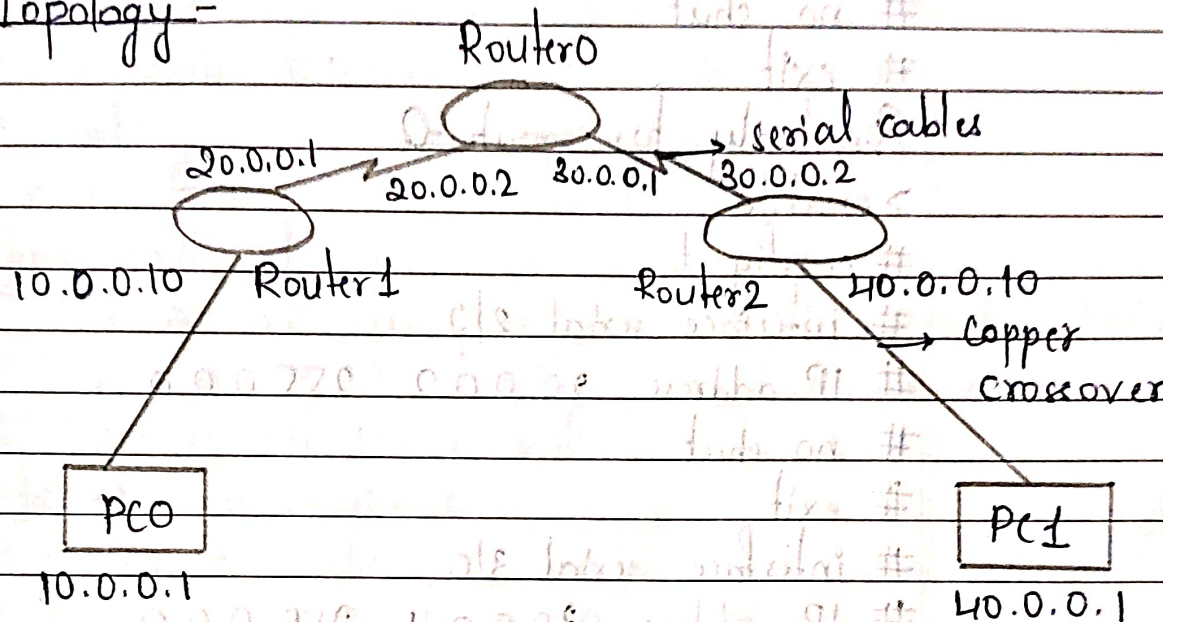 Topology -
Router0
serial cables
20.0.0.1
20.0.0.2
30.0.0.1
30.0.0.2
10.0.0.10
Router1
Router2
40.0.0.10
Copper
crossover
PC0
PC1
10.0.0.1
40.0.0.1